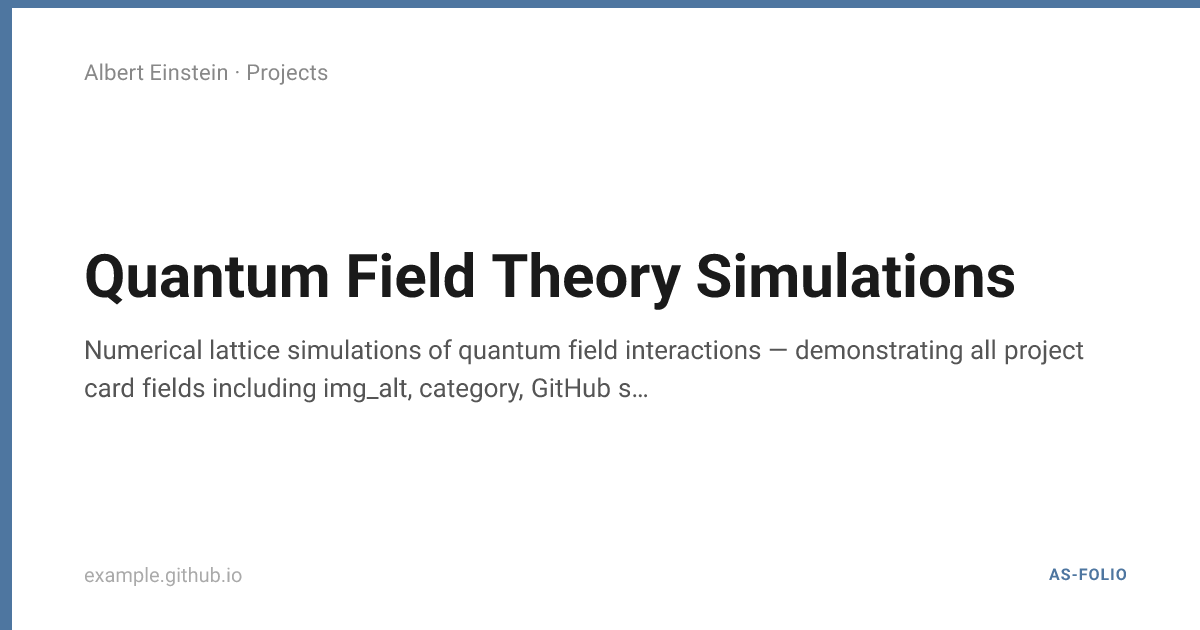 Albert Einstein · Projects
Quantum Field Theory Simulations
Numerical lattice simulations of quantum field interactions — demonstrating all project
card fields including img_alt, category, GitHub s…
example.github.io
AS-FOLIO